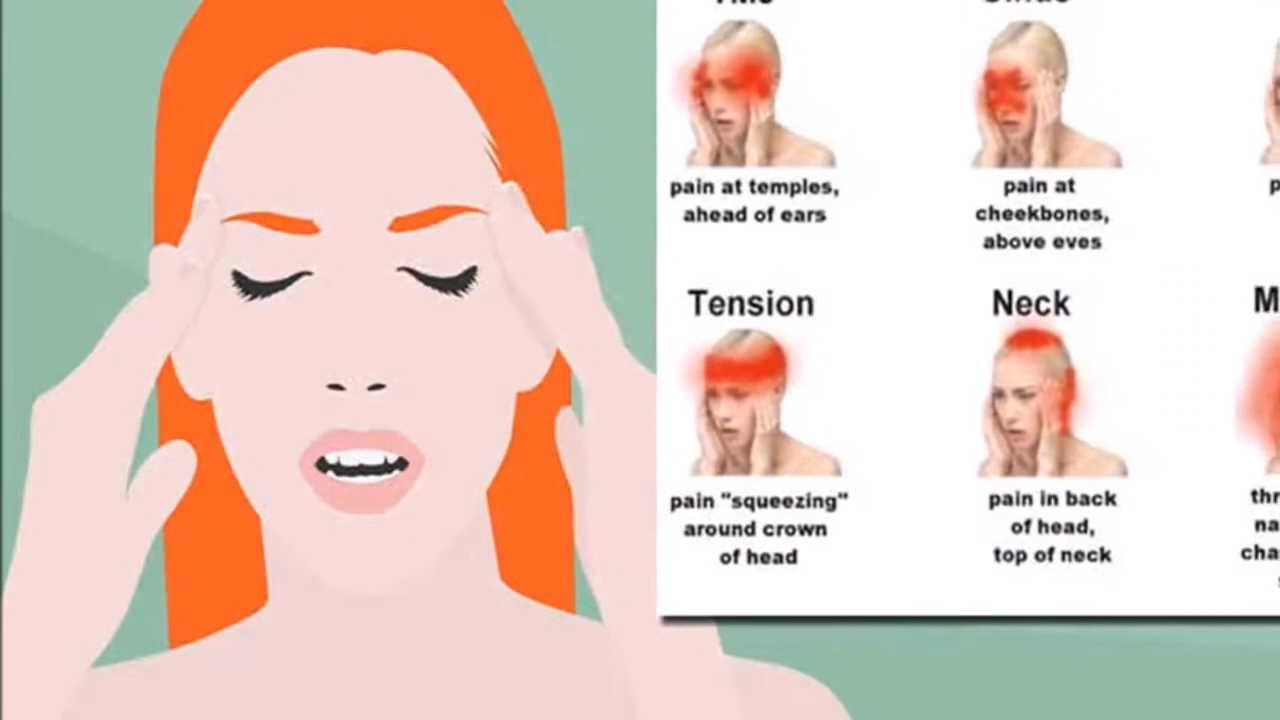 pain at temples,
ahead of ears
pain at
cheekbones,
above eves
Tension
Neck
pain "squeezing"
around crown
of head
pain in back
of head,
top of neck